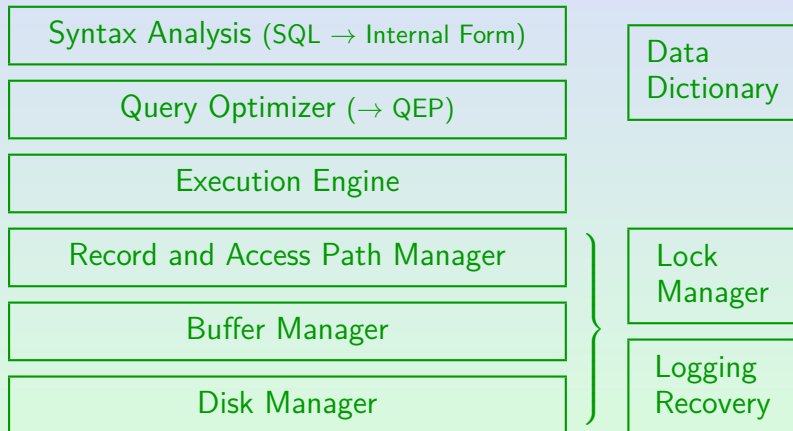 Syntax Analysis (SQL → Internal Form)
Query Optimizer (→ QEP)
Execution Engine
Record and Access Path Manager
Buffer Manager
Disk Manager
Data
Dictionary
Lock
Manager
Logging
Recovery